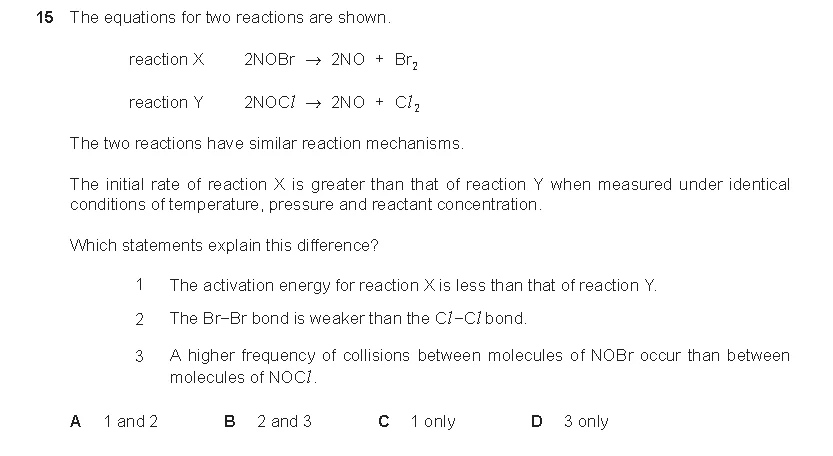 15 The equations for two reactions are shown.
reaction X 2NOBr → 2NO + Br₂
reaction Y 2NOCl → 2NO + Cl₂
The two reactions have similar reaction mechanisms.
The initial rate of reaction X is greater than that of reaction Y when measured under identical
conditions of temperature, pressure and reactant concentration.
Which statements explain this difference?
1 The activation energy for reaction X is less than that of reaction Y.
2 The Br–Br bond is weaker than the Cl–Cl bond.
3 A higher frequency of collisions between molecules of NOBr occur than between
molecules of NOCl.
A 1 and 2 B 2 and 3 C 1 only D 3 only